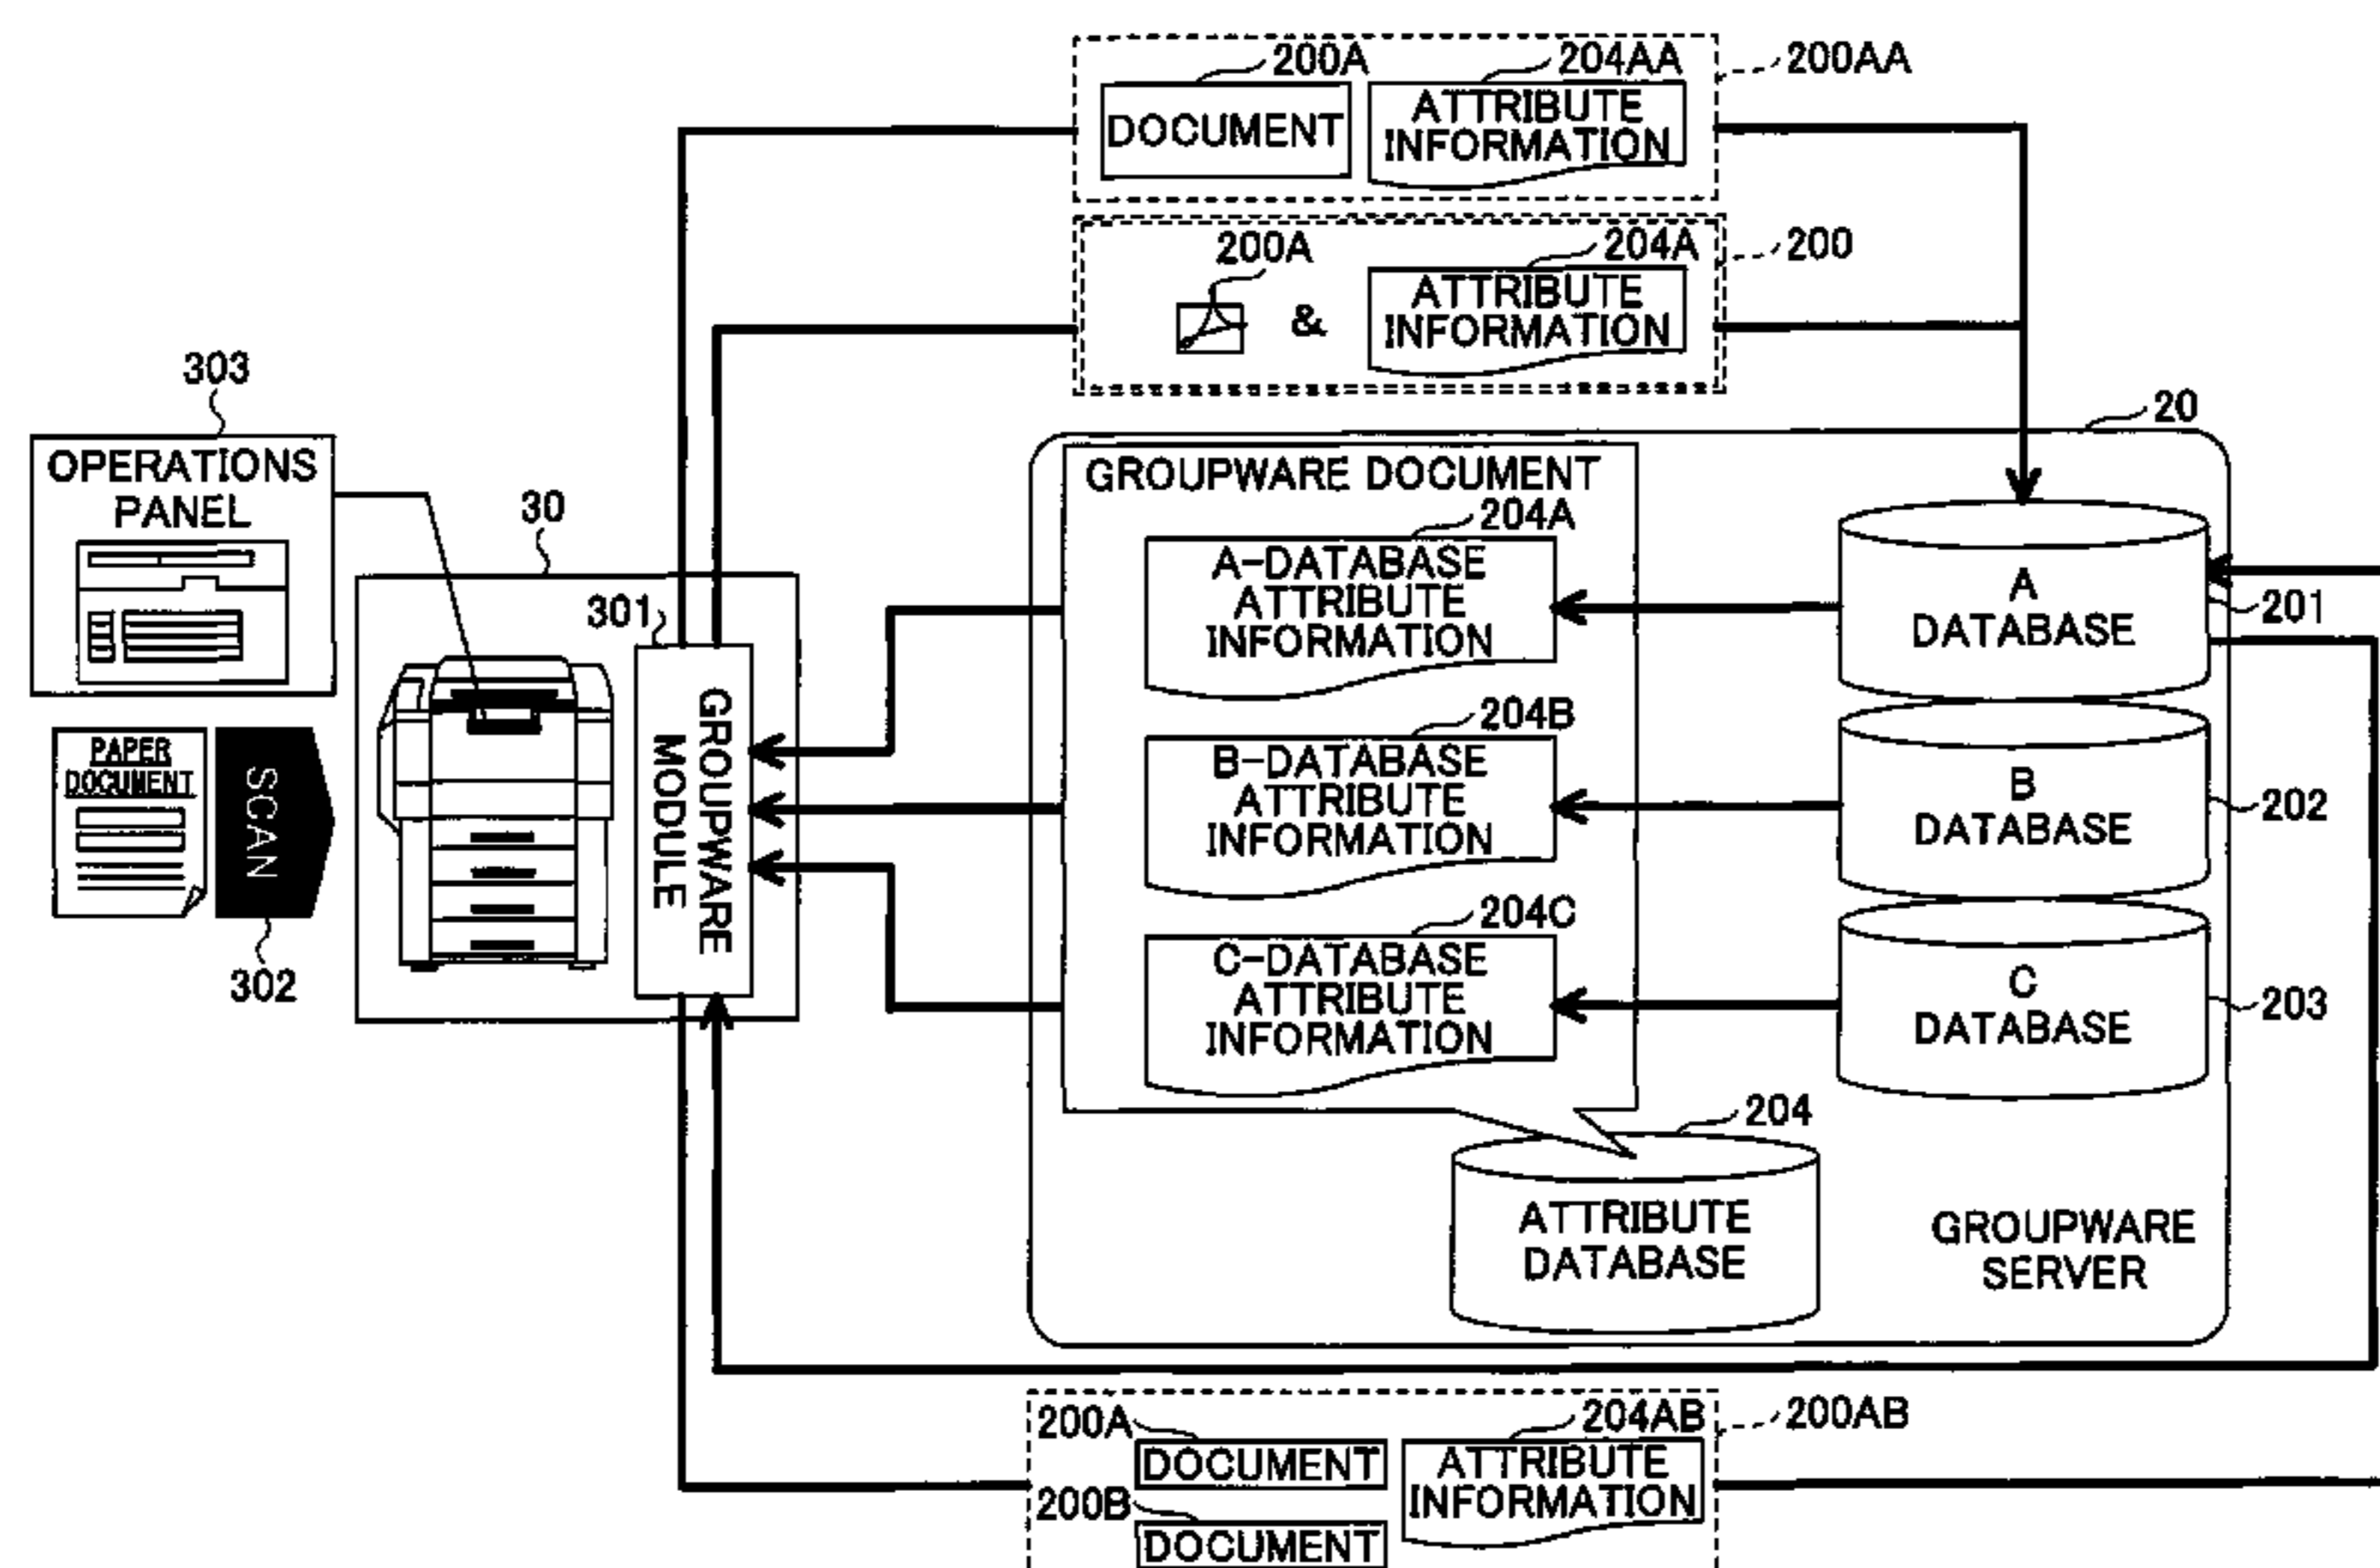 200A
204AA
200AA
DOCUMENT
ATTRIBUTE
INFORMATION
200A
204A
200
&
ATTRIBUTE
INFORMATION
303
OPERATIONS
PANEL
30
301
GROUPWARE
MODULE
PAPER
DOCUMENT
SCAN
302
20
GROUPWARE DOCUMENT
204A
A-DATABASE
ATTRIBUTE
INFORMATION
A
DATABASE
201
204B
B-DATABASE
ATTRIBUTE
INFORMATION
B
DATABASE
202
204C
C-DATABASE
ATTRIBUTE
INFORMATION
C
DATABASE
203
204
ATTRIBUTE
DATABASE
GROUPWARE
SERVER
200A
204AB
200AB
DOCUMENT
ATTRIBUTE
INFORMATION
200B
DOCUMENT